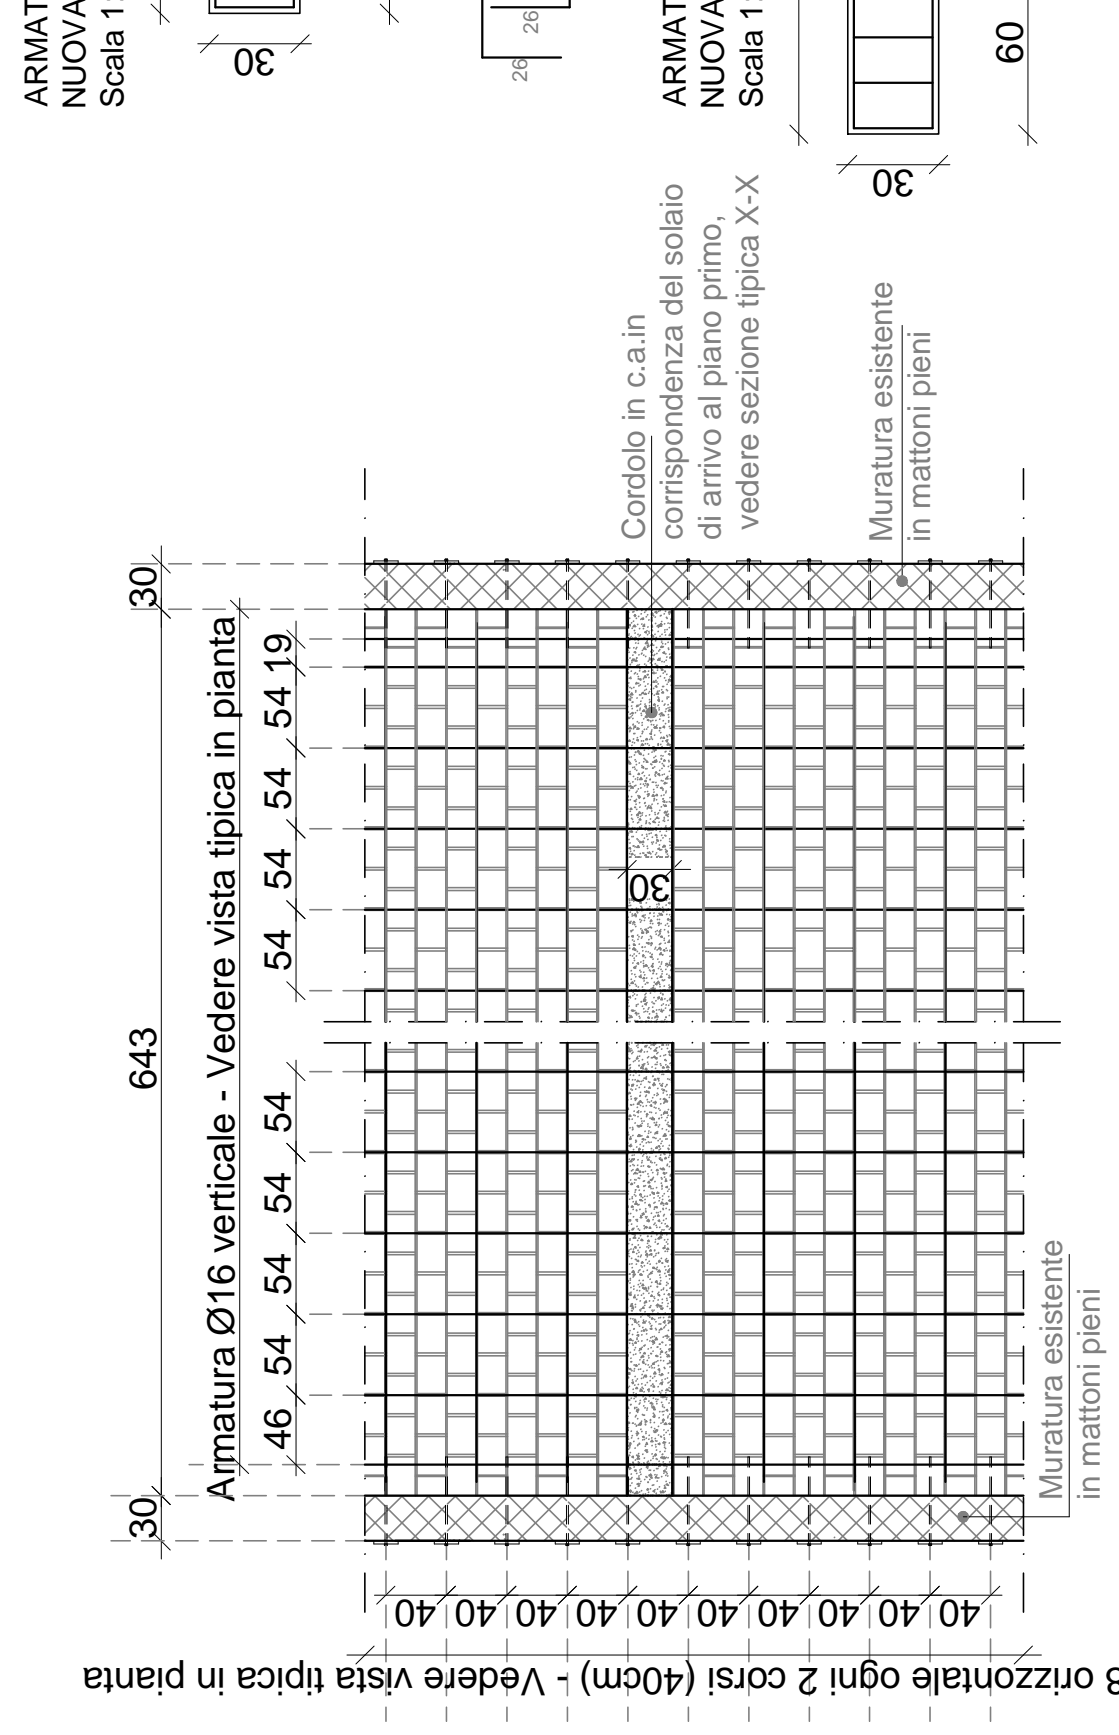 ARMAT
NUOVA
Scala 1:
30
26
26
ARMAT
NUOVA
Scala 1:
30
60
Cordolo in c.a.in
corrispondenza del solaio
di arrivo al piano primo,
vedere sezione tipica X-X
Muratura esistente
in mattoni pieni
30
643
30
Armatura Ø16 verticale - Vedere vista tipica in pianta
46
54
54
54
54
54
54
54
54
19
30
Muratura esistente
in mattoni pieni
40
40
40
40
40
40
40
40
40
40
8 orizzontale ogni 2 corsi (40cm) - Vedere vista tipica in pianta